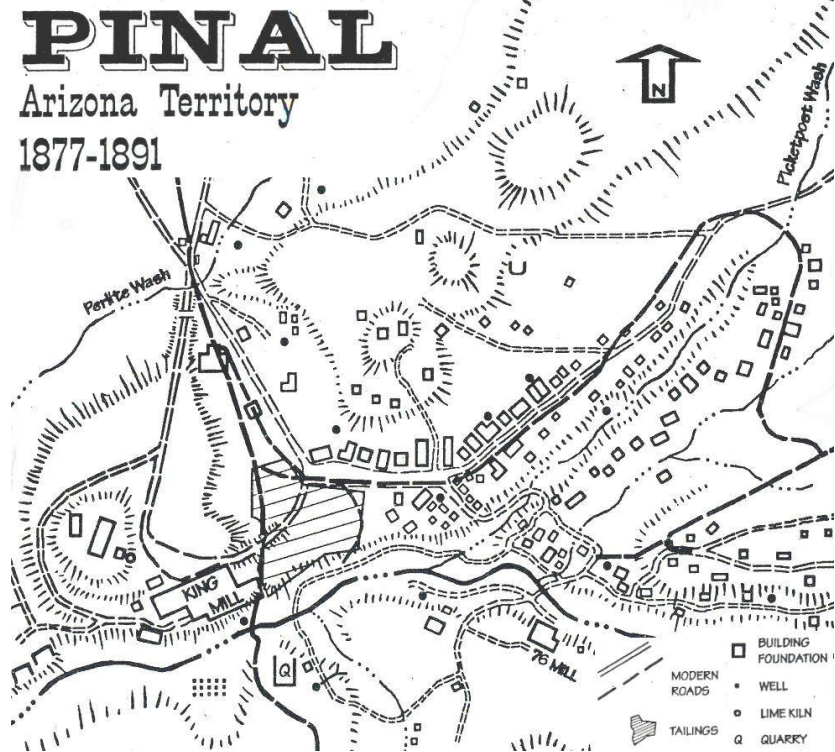 PINAL
Arizona Territory
1877-1891
N
Picketpost Wash
Perlite Wash
KING
MILL
76 MILL
Q
BUILDING
FOUNDATION
MODERN
ROADS
WELL
LIME KILN
TAILINGS
Q QUARRY